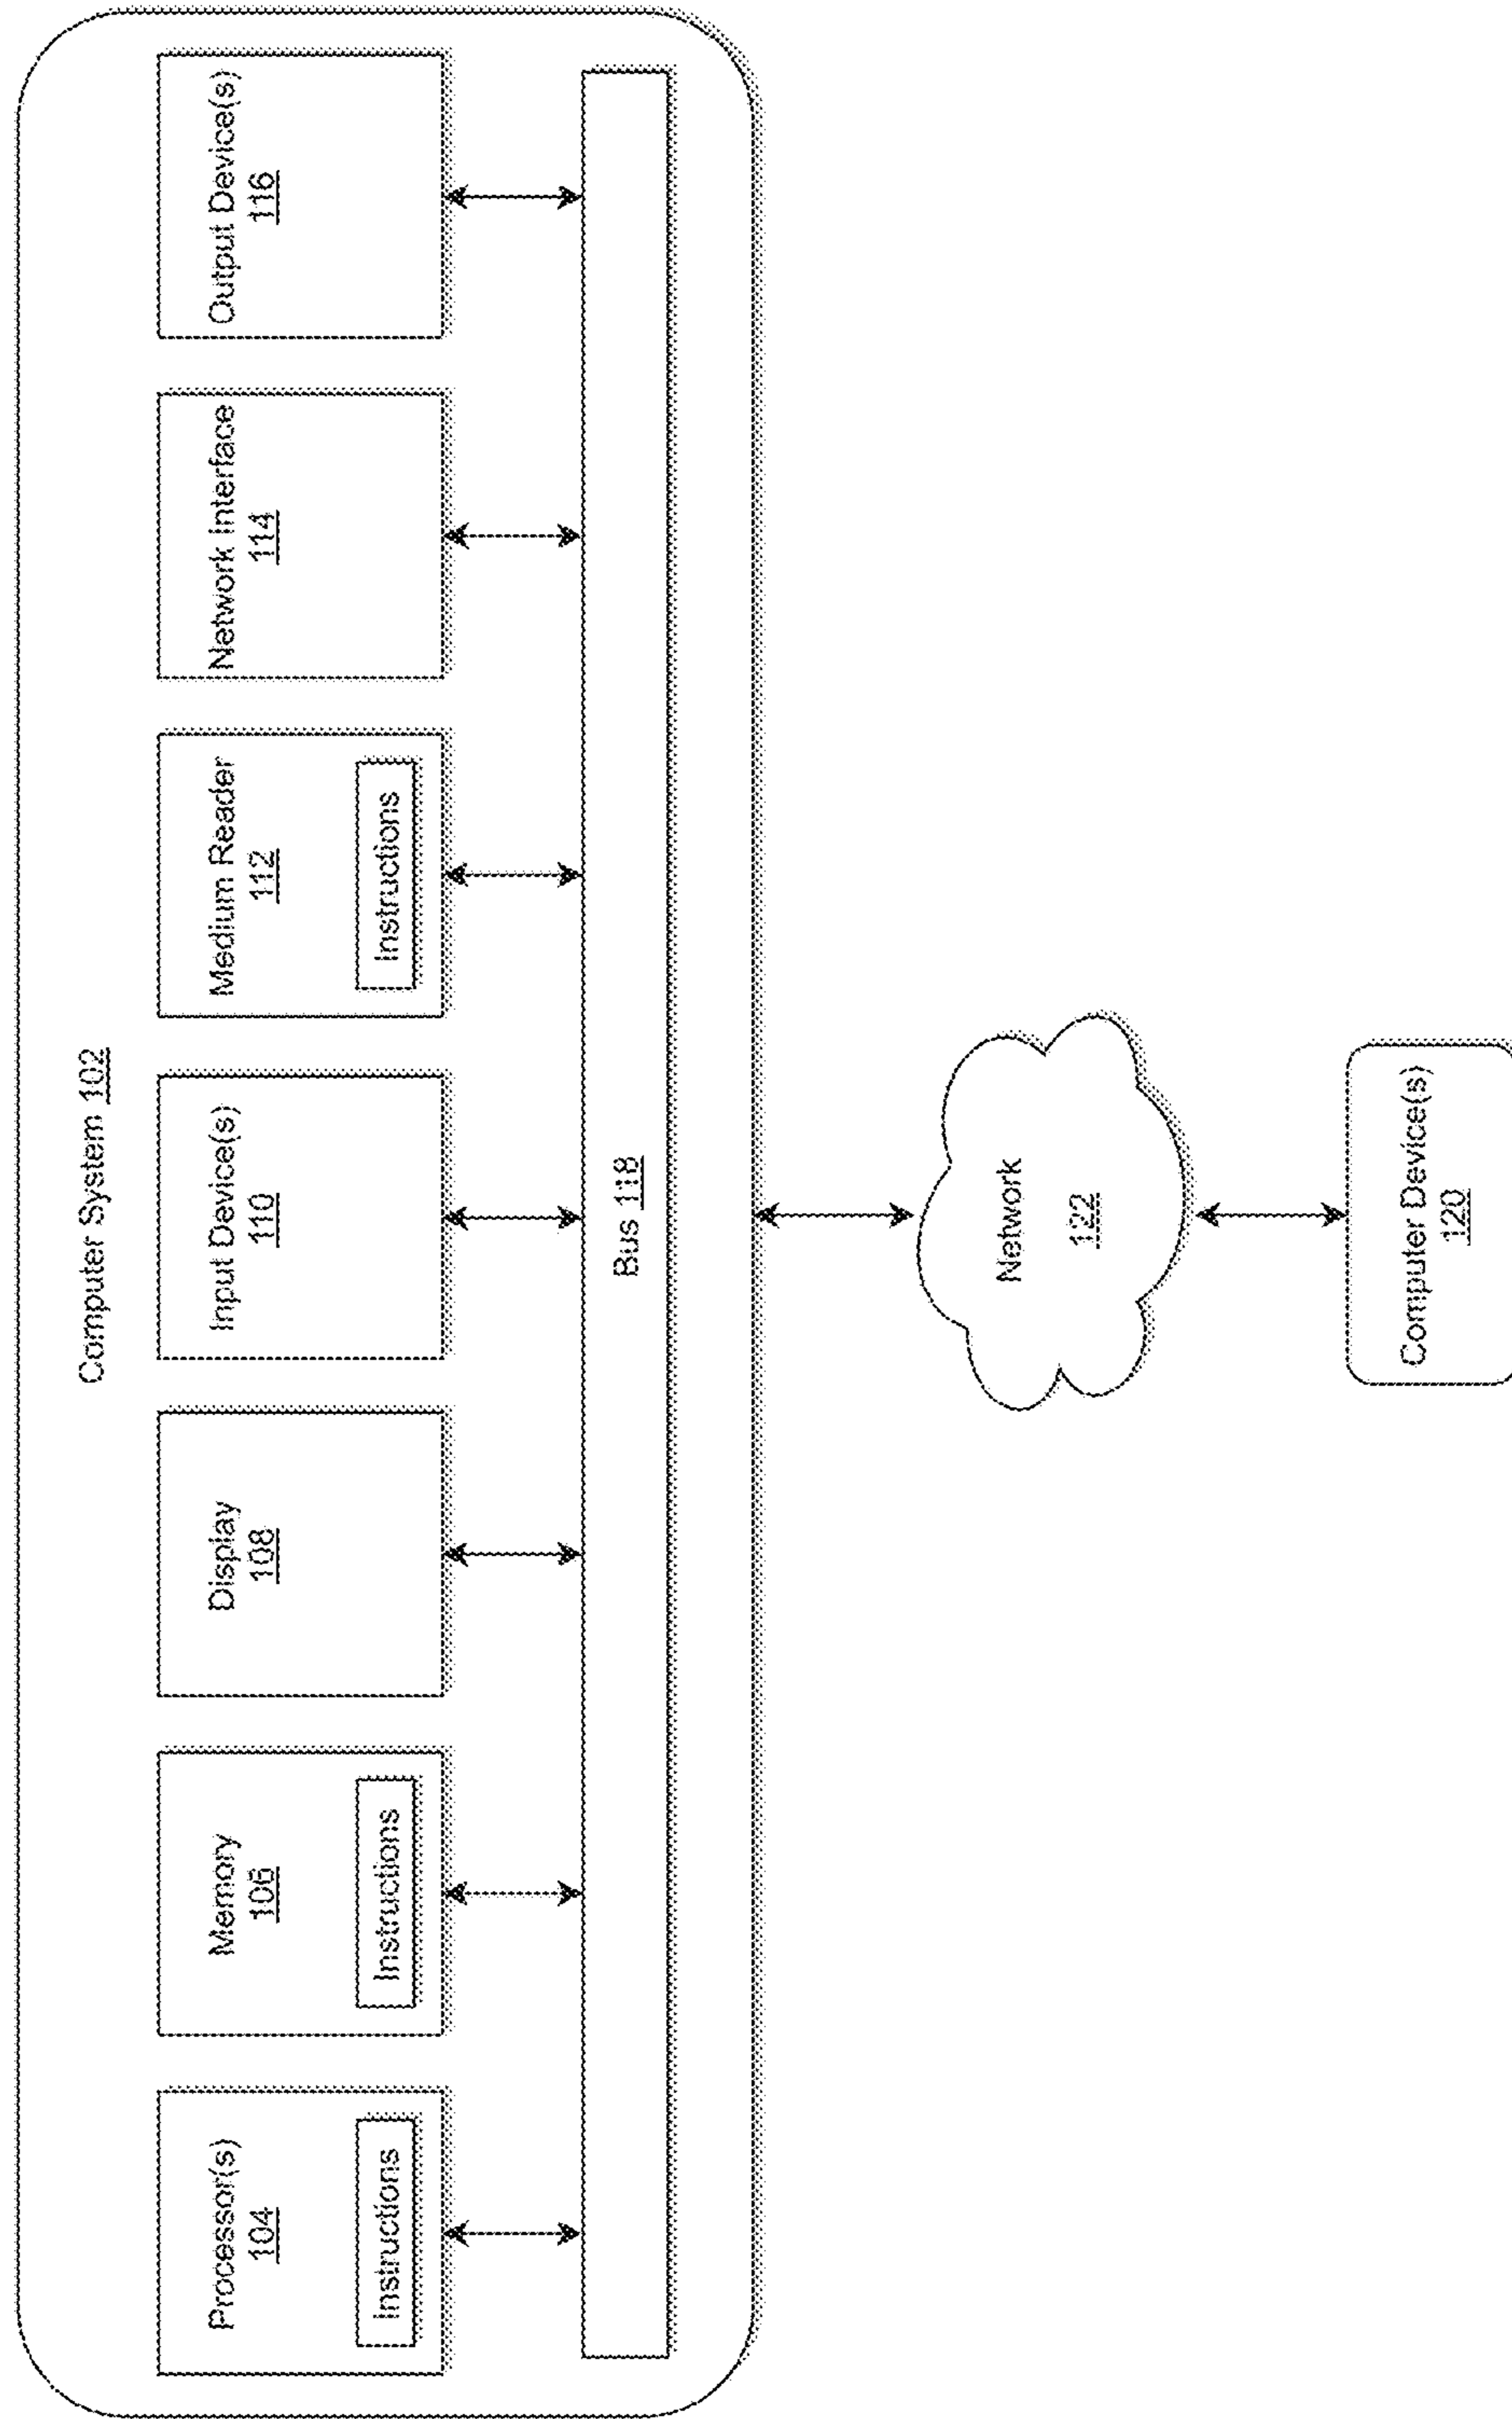 Computer System 102
Processor(s)
104
Instructions
Memory
106
Instructions
Display
108
Input Device(s)
110
Medium Reader
112
Instructions
Network Interface
114
Output Device(s)
116
Bus 118
Network
122
Computer Device(s)
120